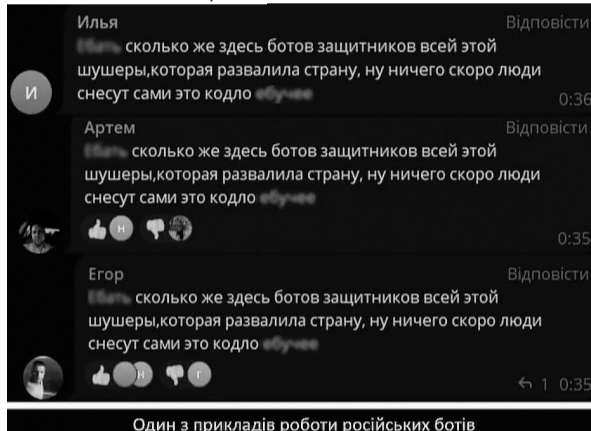 Илья
Відповісти
сколько же здесь ботов защитников всей этой
шушеры,которая развалила страну, ну ничего скоро люди
снесут сами это кодло
И
0:36
Артем
Відповісти
сколько же здесь ботов защитников всей этой
шушеры,которая развалила страну, ну ничего скоро люди
снесут сами это кодло
Н
0:35
Егор
Відповісти
сколько же здесь ботов защитников всей этой
шушеры,которая развалила страну, ну ничего скоро люди
снесут сами это кодло
Н Г
1 0:35
Один з прикладів роботи російських ботів